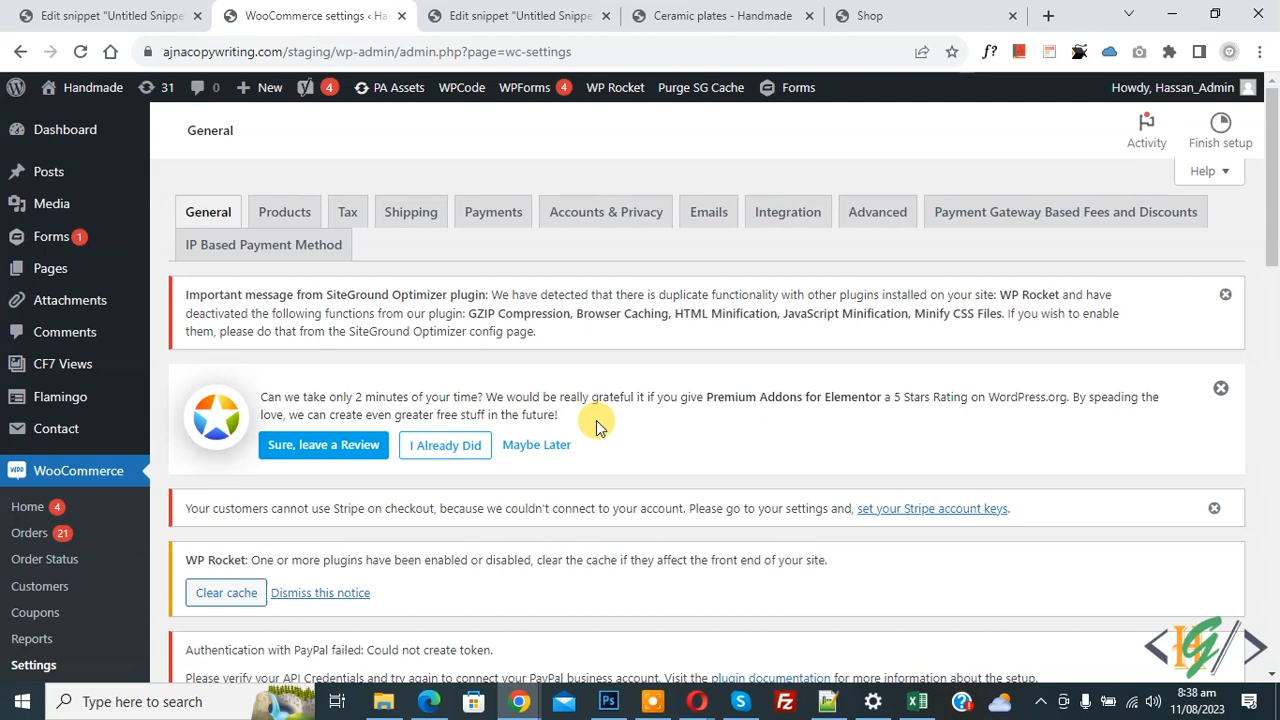 Edit snippet "Untitled Snippe
WooCommerce settings ‹ Ha
Edit snippet "Untitled Snippe
Ceramic plates - Handmade
Shop
ajnacopywriting.com/staging/wp-admin/admin.php?page=wc-settings
Handmade
31
0
New
4
PA Assets
WPCode
WPForms 4
WP Rocket
Purge SG Cache
Forms
Howdy, Hassan_Admin
Dashboard
Posts
Media
Forms 1
Pages
Attachments
Comments
CF7 Views
Flamingo
Contact
WooCommerce
Home 4
Orders 21
Order Status
Customers
Coupons
Reports
Settings
General
Activity
Finish setup
Help
General
Products
Tax
Shipping
Payments
Accounts & Privacy
Emails
Integration
Advanced
Payment Gateway Based Fees and Discounts
IP Based Payment Method
Important message from SiteGround Optimizer plugin: We have detected that there is duplicate functionality with other plugins installed on your site: WP Rocket and have
deactivated the following functions from our plugin: GZIP Compression, Browser Caching, HTML Minification, JavaScript Minification, Minify CSS Files. If you wish to enable
them, please do that from the SiteGround Optimizer config page.
Can we take only 2 minutes of your time? We would be really grateful it if you give Premium Addons for Elementor a 5 Stars Rating on WordPress.org. By speading the
love, we can create even greater free stuff in the future!
Sure, leave a Review
I Already Did
Maybe Later
Your customers cannot use Stripe on checkout, because we couldn't connect to your account. Please go to your settings and, set your Stripe account keys.
WP Rocket: One or more plugins have been enabled or disabled, clear the cache if they affect the front end of your site.
Clear cache
Dismiss this notice
Authentication with PayPal failed: Could not create token.
Please verify your API Credentials and try again to connect your PayPal business account. Visit the plugin documentation for more information about the setup.
Type here to search
8:38 am
11/08/2023